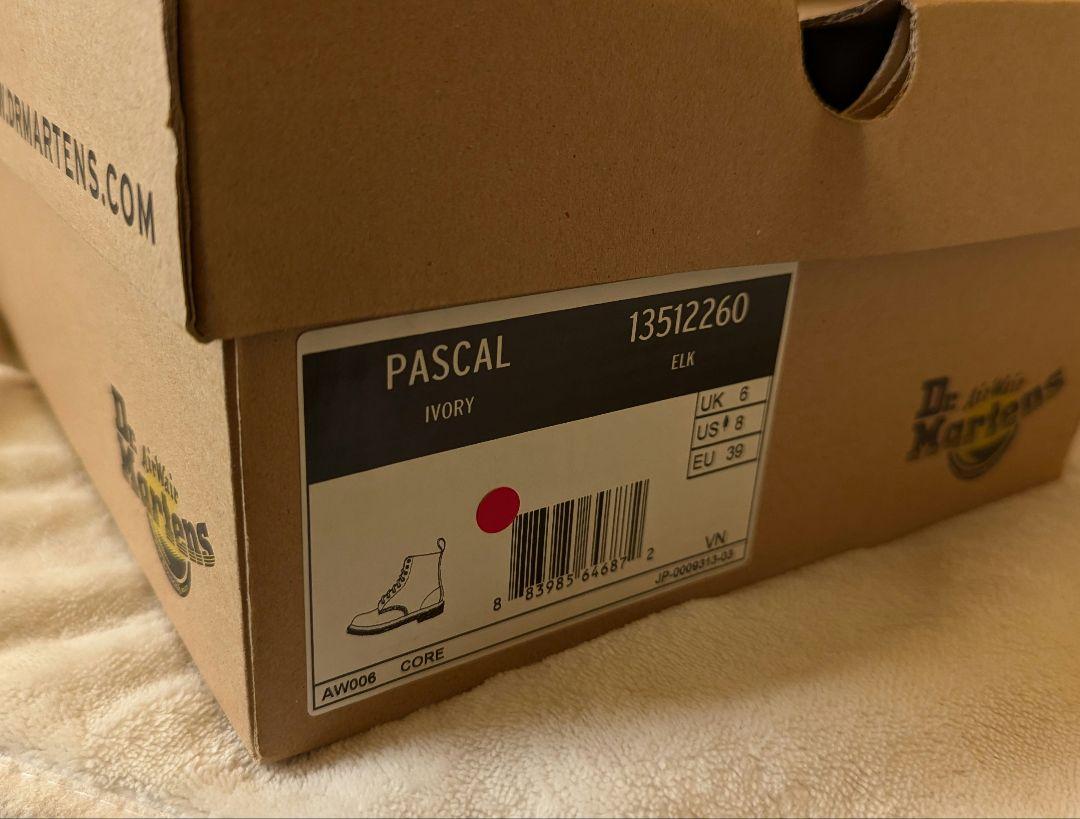 .DRMARTENS.COM
PASCAL
IVORY
13512260
ELK
UK 6
US 8
EU 39
8 83985 64687 2
VN
JP-0009313-03
AW006 CORE
Dr. AirWair
Martens
Dr. AirWair
Martens